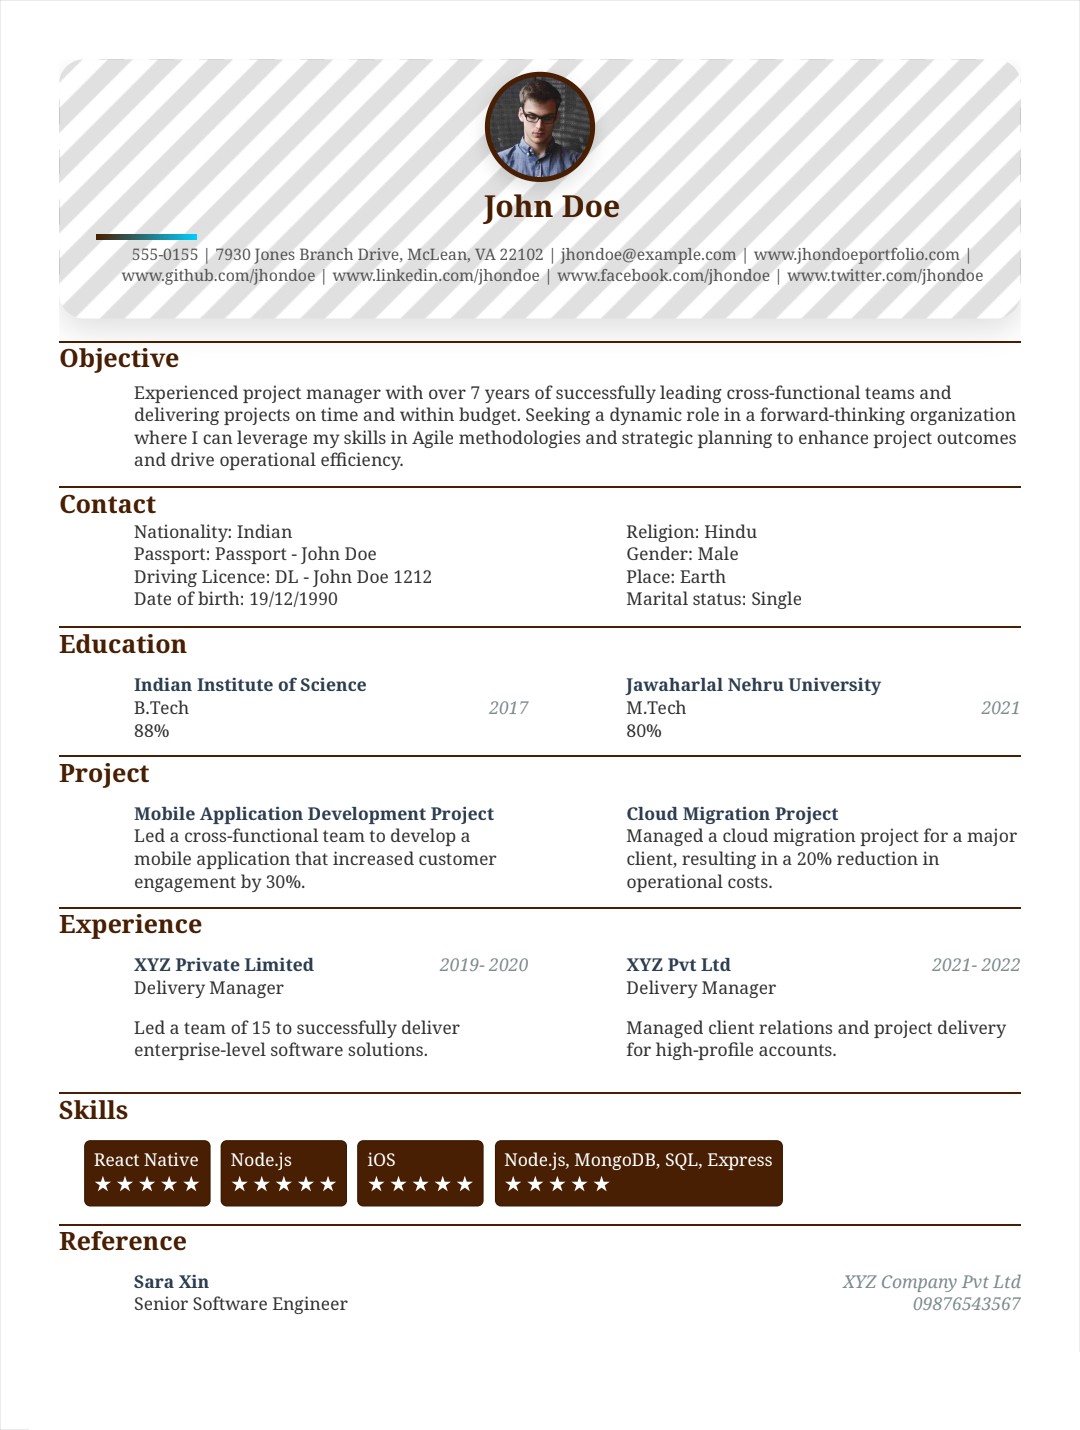 John Doe
555-0155 | 7930 Jones Branch Drive, McLean, VA 22102 | jhondoe@example.com | www.jhondoeportfolio.com |
www.github.com/jhondoe | www.linkedin.com/jhondoe | www.facebook.com/jhondoe | www.twitter.com/jhondoe
Objective
Experienced project manager with over 7 years of successfully leading cross-functional teams and
delivering projects on time and within budget. Seeking a dynamic role in a forward-thinking organization
where I can leverage my skills in Agile methodologies and strategic planning to enhance project outcomes
and drive operational efficiency.
Contact
Nationality: Indian
Passport: Passport - John Doe
Driving Licence: DL - John Doe 1212
Date of birth: 19/12/1990
Religion: Hindu
Gender: Male
Place: Earth
Marital status: Single
Education
Indian Institute of Science
B.Tech 2017
88%
Jawaharlal Nehru University
M.Tech 2021
80%
Project
Mobile Application Development Project
Led a cross-functional team to develop a
mobile application that increased customer
engagement by 30%.
Cloud Migration Project
Managed a cloud migration project for a major
client, resulting in a 20% reduction in
operational costs.
Experience
XYZ Private Limited 2019- 2020
Delivery Manager
Led a team of 15 to successfully deliver
enterprise-level software solutions.
XYZ Pvt Ltd 2021- 2022
Delivery Manager
Managed client relations and project delivery
for high-profile accounts.
Skills
React Native
★★★★★
Node.js
★★★★★
iOS
★★★★★
Node.js, MongoDB, SQL, Express
★★★★★
Reference
Sara Xin XYZ Company Pvt Ltd
Senior Software Engineer 09876543567